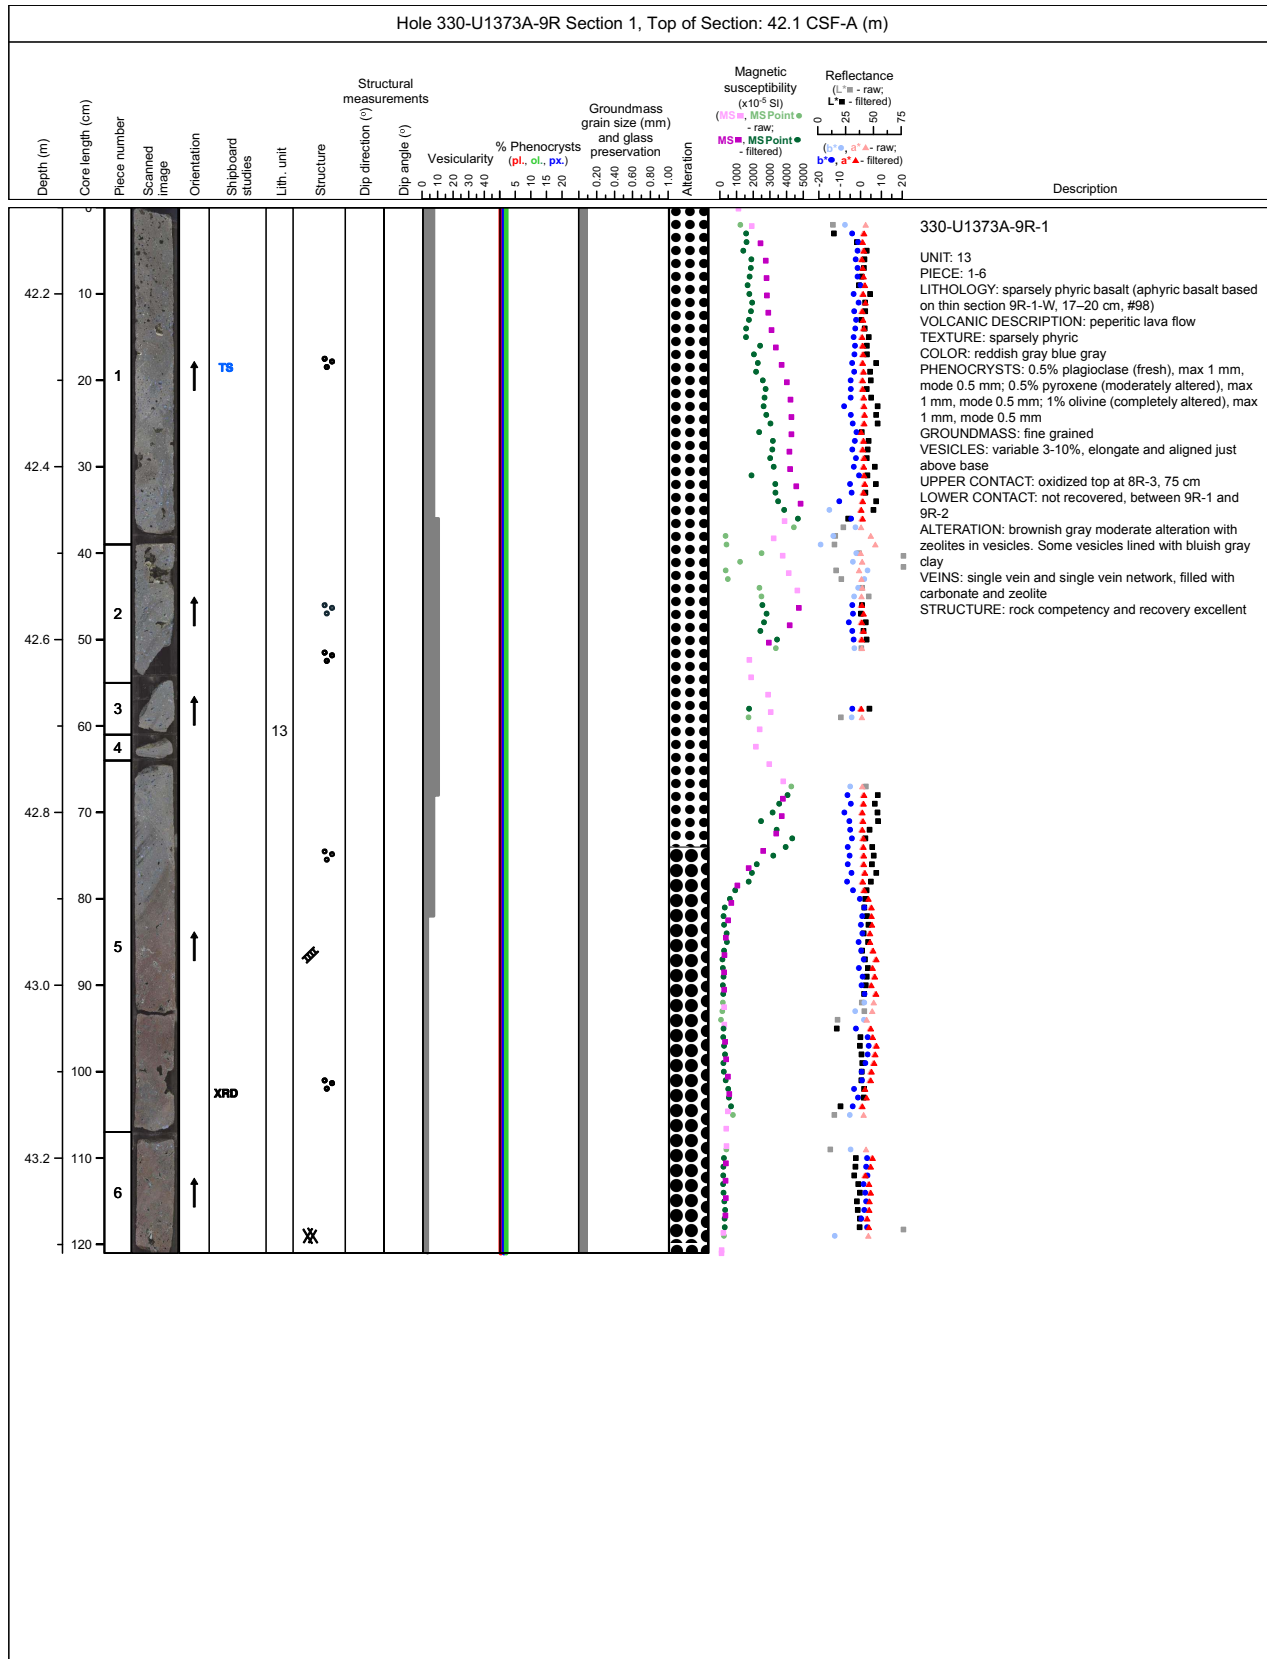 Hole 330-U1373A-9R Section 1, Top of Section: 42.1 CSF-A (m)
Depth (m)
Core length (cm)
Piece number
Scanned image
Orientation
Shipboard studies
Lith. unit
Structure
Structural measurements
Dip direction (°)
Dip angle (°)
Vesicularity
0 10 20 30 40
% Phenocrysts
(pl., ol., px.)
5 10 15 20
Groundmass
grain size (mm)
and glass
preservation
0.20 0.40 0.60 0.80 1.00
Alteration
Magnetic
susceptibility
(x10-5 SI)
(MS■, MSPoint●
- raw;
MS■, MSPoint●
- filtered)
0 1000 2000 3000 4000 5000
Reflectance
(L*■ - raw;
L*■ - filtered)
0 25 50 75
(b*●, a*▲- raw;
b*●, a*▲- filtered)
-20 -10 0 10 20
Description
0
42.2 10
1
TS
20
42.4 30
40
2
42.6 50
3
60
13
4
42.8 70
80
5
43.0 90
100
XRD
43.2 110
6
120
330-U1373A-9R-1
UNIT: 13
PIECE: 1-6
LITHOLOGY: sparsely phyric basalt (aphyric basalt based
on thin section 9R-1-W, 17–20 cm, #98)
VOLCANIC DESCRIPTION: peperitic lava flow
TEXTURE: sparsely phyric
COLOR: reddish gray blue gray
PHENOCRYSTS: 0.5% plagioclase (fresh), max 1 mm,
mode 0.5 mm; 0.5% pyroxene (moderately altered), max
1 mm, mode 0.5 mm; 1% olivine (completely altered), max
1 mm, mode 0.5 mm
GROUNDMASS: fine grained
VESICLES: variable 3-10%, elongate and aligned just
above base
UPPER CONTACT: oxidized top at 8R-3, 75 cm
LOWER CONTACT: not recovered, between 9R-1 and
9R-2
ALTERATION: brownish gray moderate alteration with
zeolites in vesicles. Some vesicles lined with bluish gray
clay
VEINS: single vein and single vein network, filled with
carbonate and zeolite
STRUCTURE: rock competency and recovery excellent